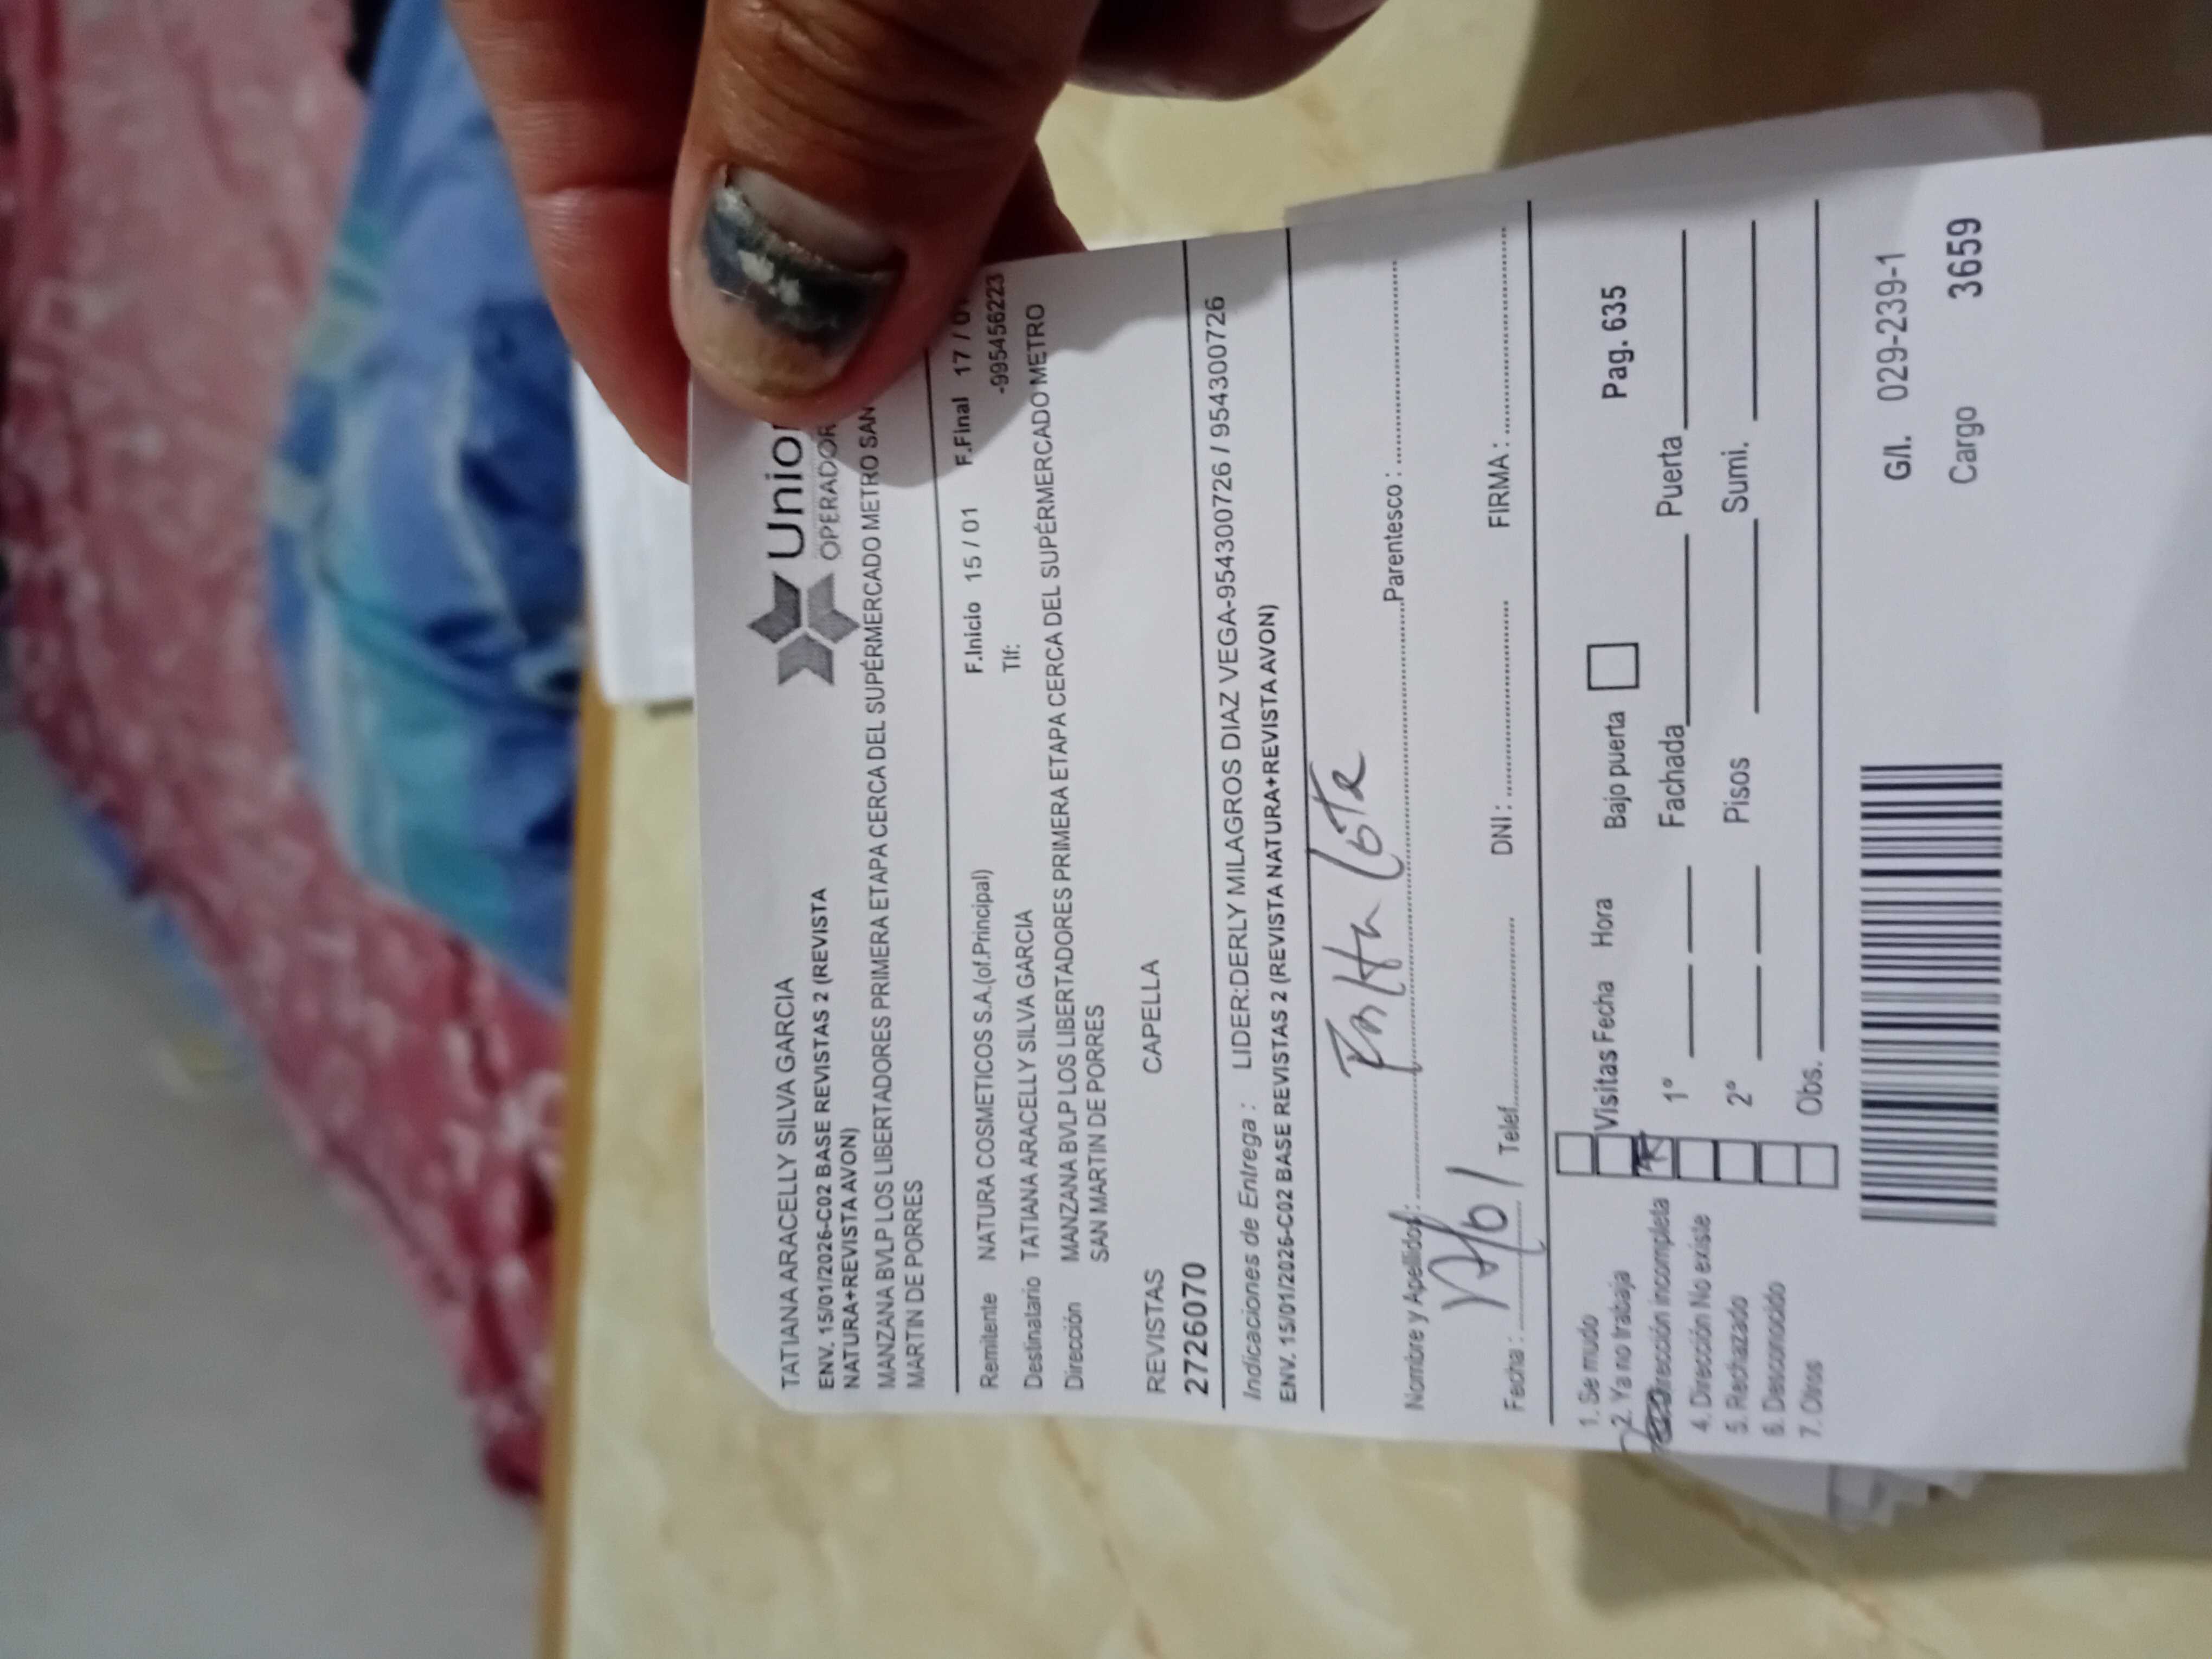 TATIANA ARACELLY SILVA GARCIA
ENV. 15/01/2026-C02 BASE REVISTAS 2 (REVISTA
NATURA+REVISTA AVON)
MANZANA BVLP LOS LIBERTADORES PRIMERA ETAPA CERCA DEL SUPÉRMERCADO METRO SAN
MARTIN DE PORRES
OPERADOR
Remitente NATURA COSMETICOS S.A.(of.Principal) F.Inicio 15 / 01 F.Final 17 /
Destinatario TATIANA ARACELLY SILVA GARCIA Tlf: -995456223
Dirección MANZANA BVLP LOS LIBERTADORES PRIMERA ETAPA CERCA DEL SUPÉRMERCADO METRO
SAN MARTIN DE PORRES
REVISTAS CAPELLA
2726070
Indicaciones de Entrega : LIDER:DERLY MILAGROS DIAZ VEGA-954300726 / 954300726
ENV. 15/01/2026-C02 BASE REVISTAS 2 (REVISTA NATURA+REVISTA AVON)
Nombre y Apellidos : Parentesco :
Fecha : Telef. DNI : FIRMA :
1. Se mudo
2. Ya no trabaja Visitas Fecha Hora Bajo puerta Pag. 635
Dirección incompleta 1° Fachada Puerta
4. Dirección No existe
5. Rechazado 2° Pisos Sumi.
6. Desconocido
7. Otros Obs.
G/I. 029-239-1
Cargo 3659